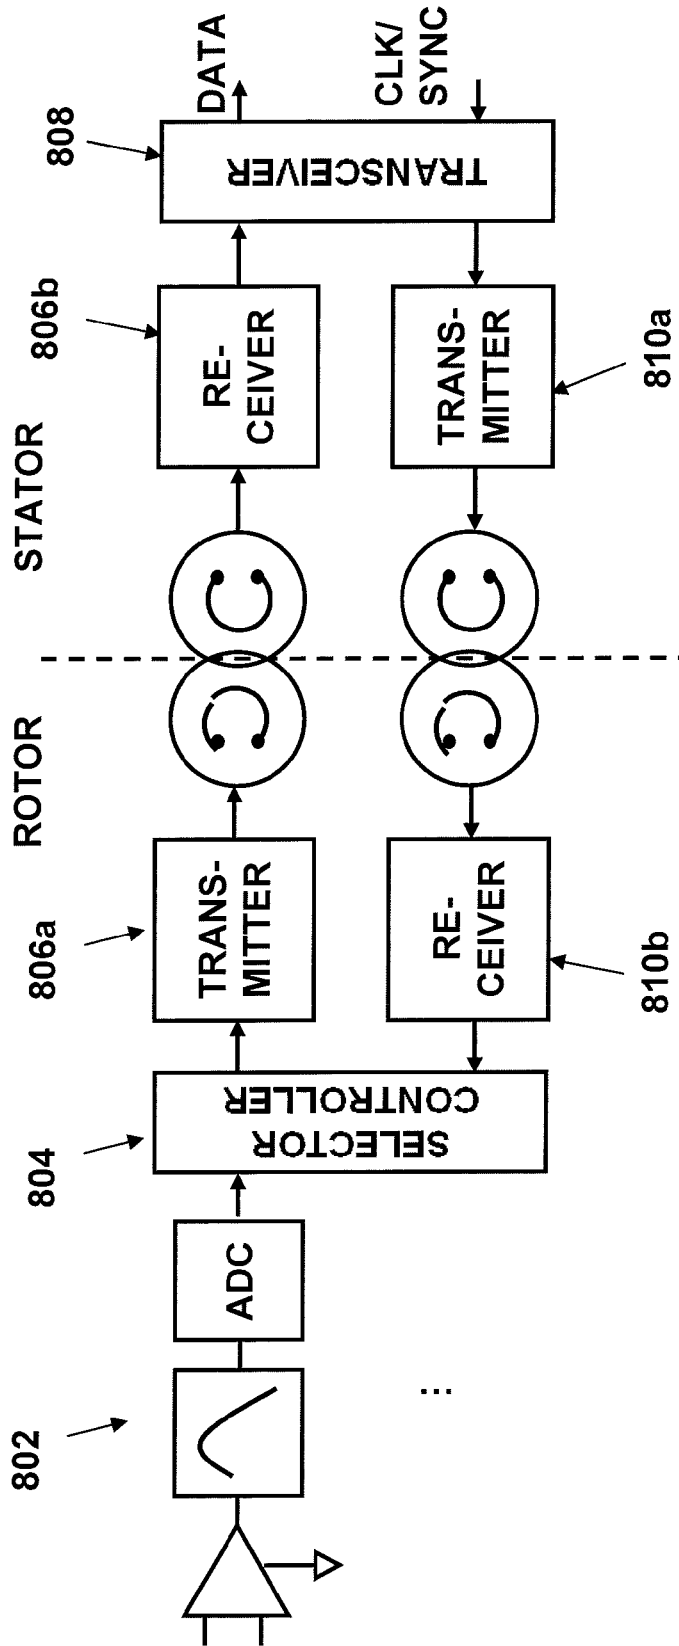 ROTOR
STATOR
802
804
806a
806b
808
ADC
SELECTOR
CONTROLLER
TRANS-
MITTER
RE-
CEIVER
TRANSCEIVER
DATA
CLK/
SYNC
...
RE-
CEIVER
TRANS-
MITTER
810b
810a